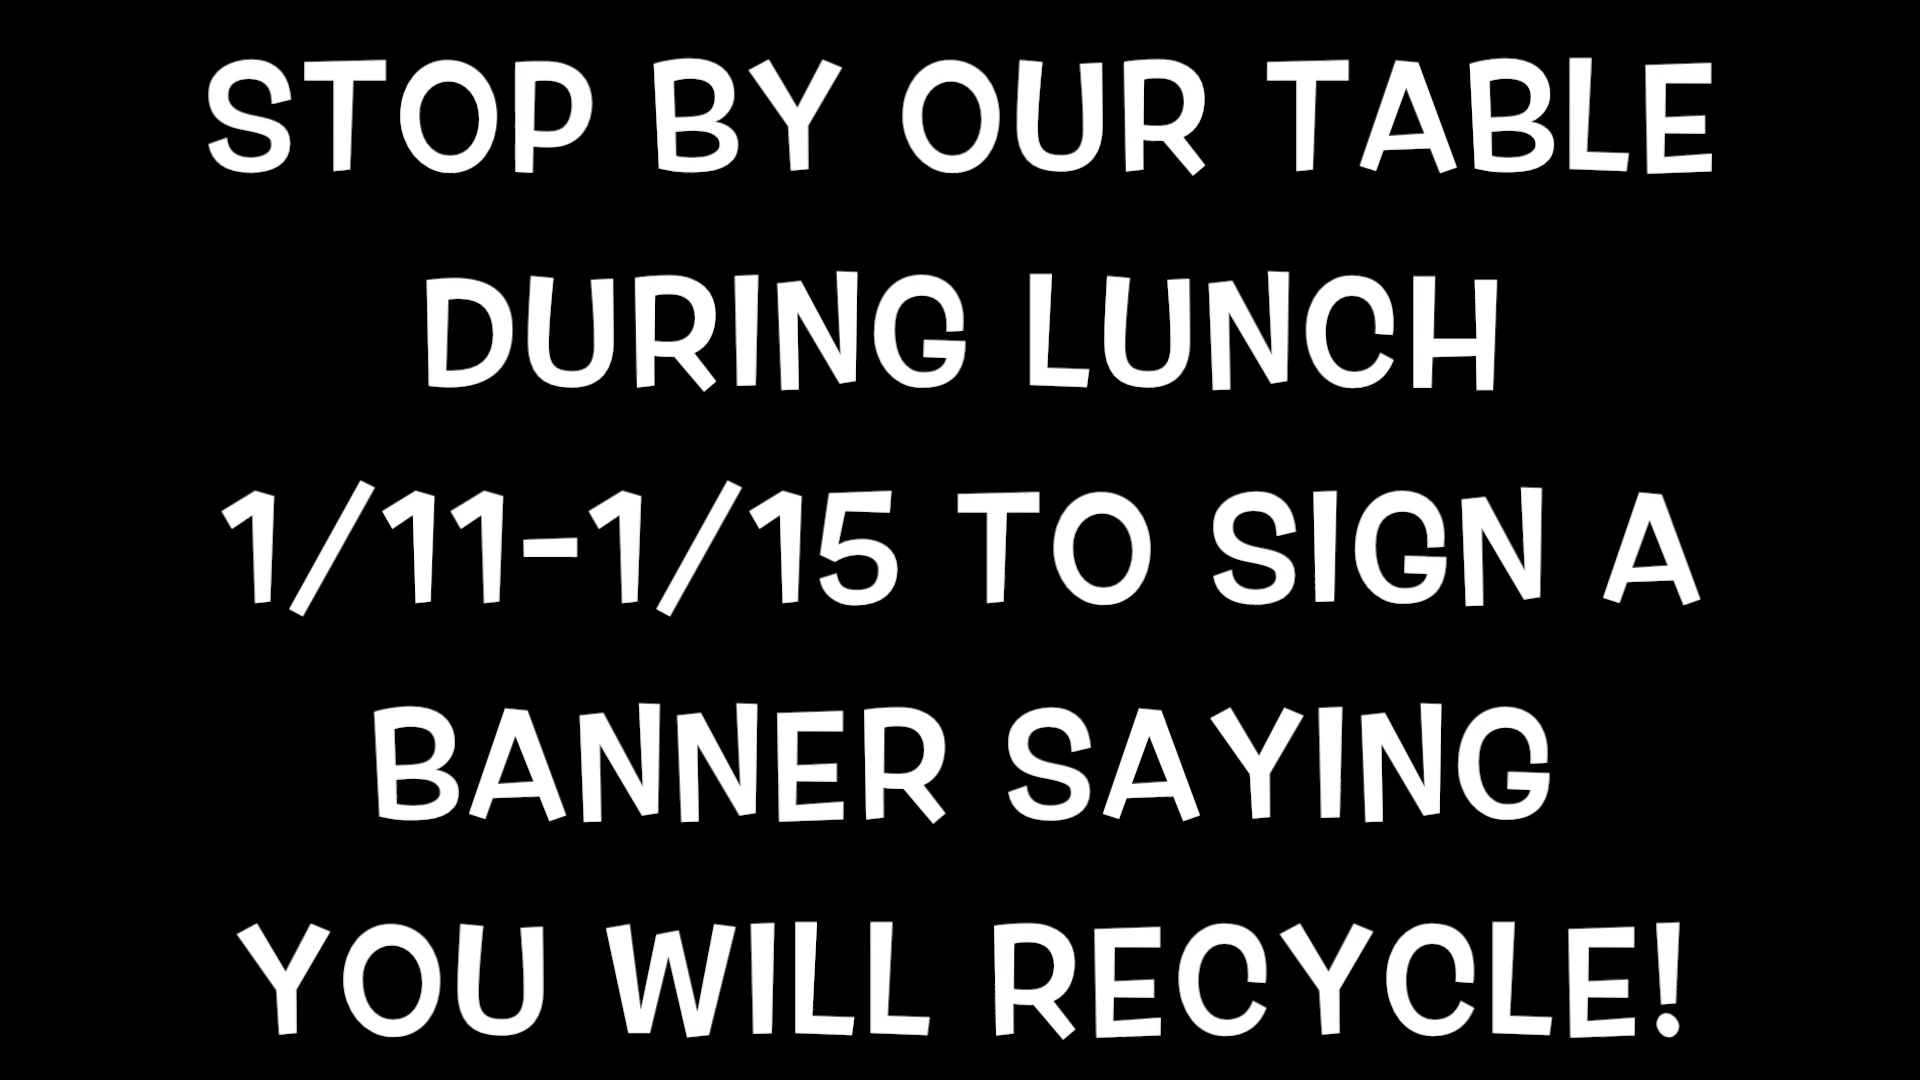 STOP BY OUR TABLE
DURING LUNCH
1/11-1/15 TO SIGN A
BANNER SAYING
YOU WILL RECYCLE!